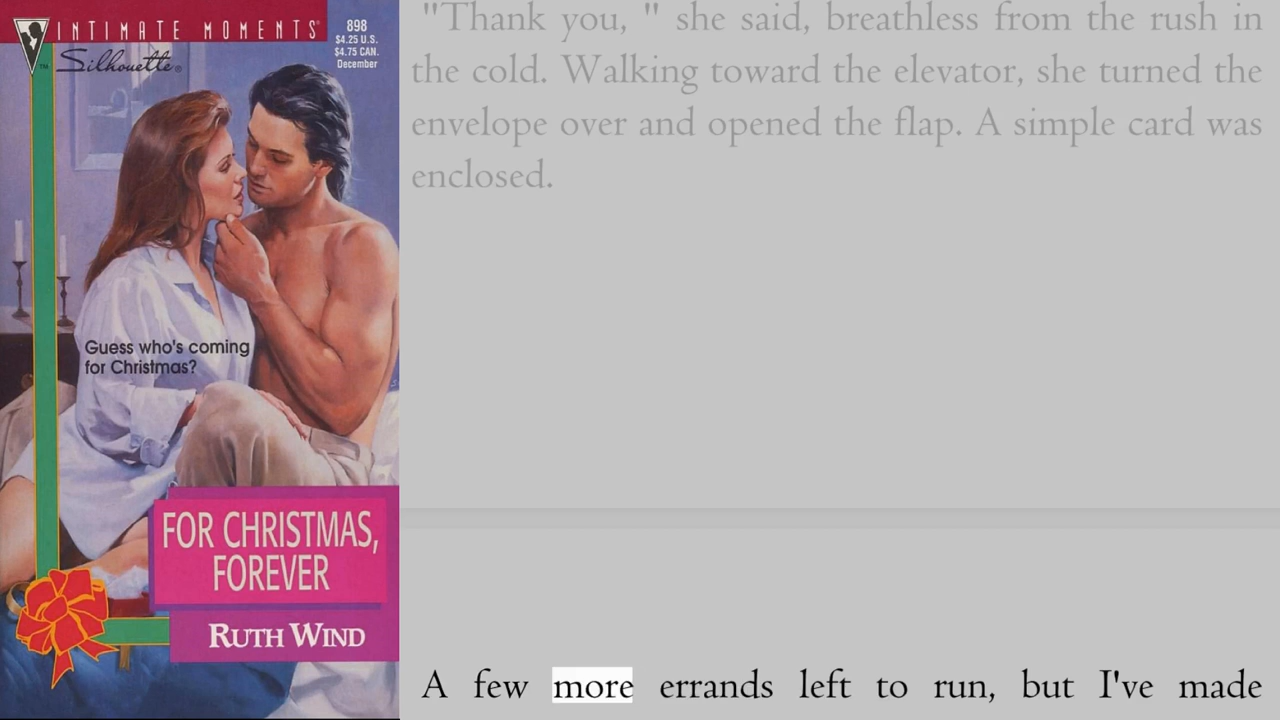 INTIMATE MOMENTS®
Silhouette®
TM
898
$4.25 U.S.
$4.75 CAN.
December
Guess who's coming
for Christmas?
FOR CHRISTMAS,
FOREVER
RUTH WIND
"Thank you, " she said, breathless from the rush in
the cold. Walking toward the elevator, she turned the
envelope over and opened the flap. A simple card was
enclosed.
A few more errands left to run, but I've made